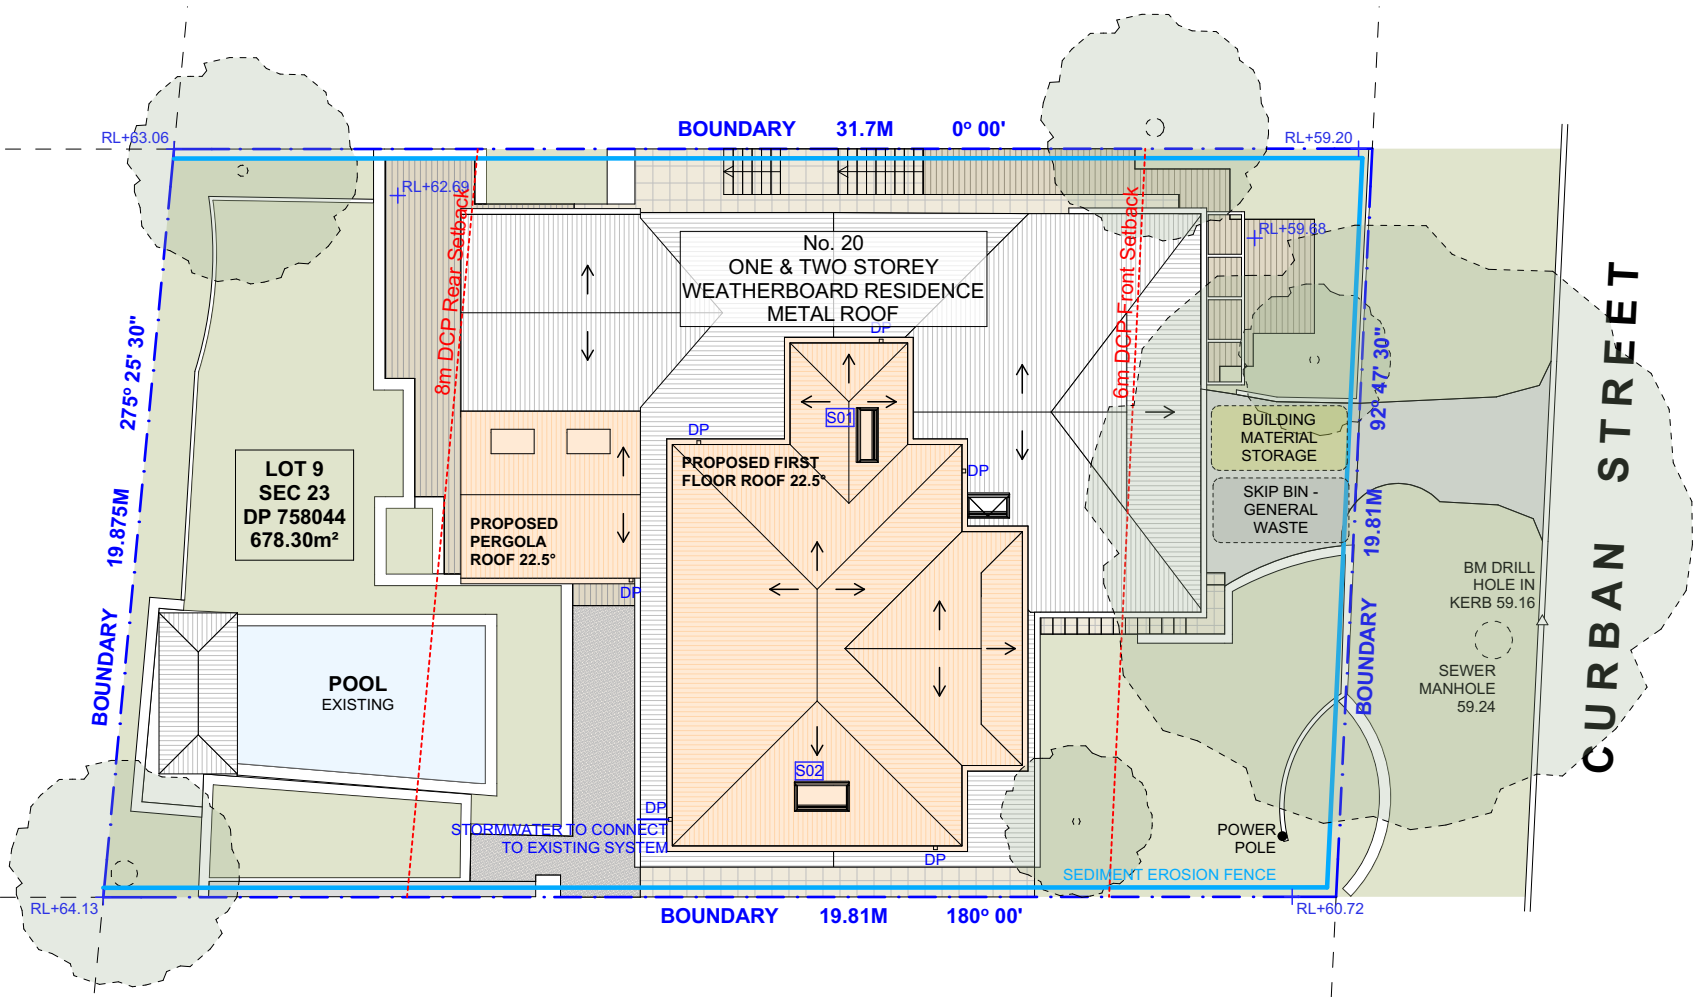 BOUNDARY 31.7M 0º 00'
RL+63.06
RL+59.20
RL+62.69
RL+59.68
8m DCP Rear Setback
6m DCP Front Setback
No. 20
ONE & TWO STOREY
WEATHERBOARD RESIDENCE
METAL ROOF
DP
S01
DP
PROPOSED FIRST
FLOOR ROOF 22.5°
DP
BUILDING
MATERIAL
STORAGE
SKIP BIN -
GENERAL
WASTE
LOT 9
SEC 23
DP 758044
678.30m²
PROPOSED
PERGOLA
ROOF 22.5°
DP
BOUNDARY 19.875M 275º 25' 30"
BOUNDARY 19.81M 92º 47' 30"
CURBAN STREET
BM DRILL
HOLE IN
KERB 59.16
SEWER
MANHOLE
59.24
POOL
EXISTING
S02
DP
STORMWATER TO CONNECT
TO EXISTING SYSTEM
DP
POWER
POLE
SEDIMENT EROSION FENCE
RL+64.13
BOUNDARY 19.81M 180º 00'
RL+60.72